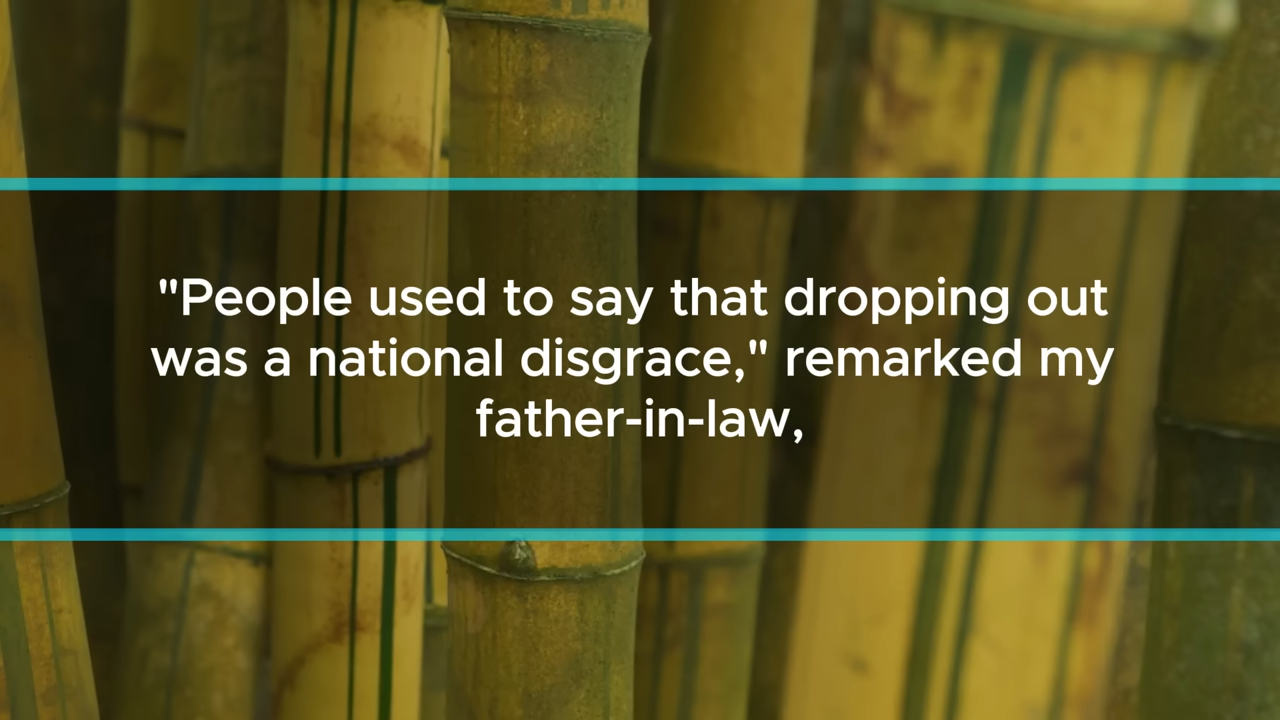 "People used to say that dropping out
was a national disgrace," remarked my
father-in-law,